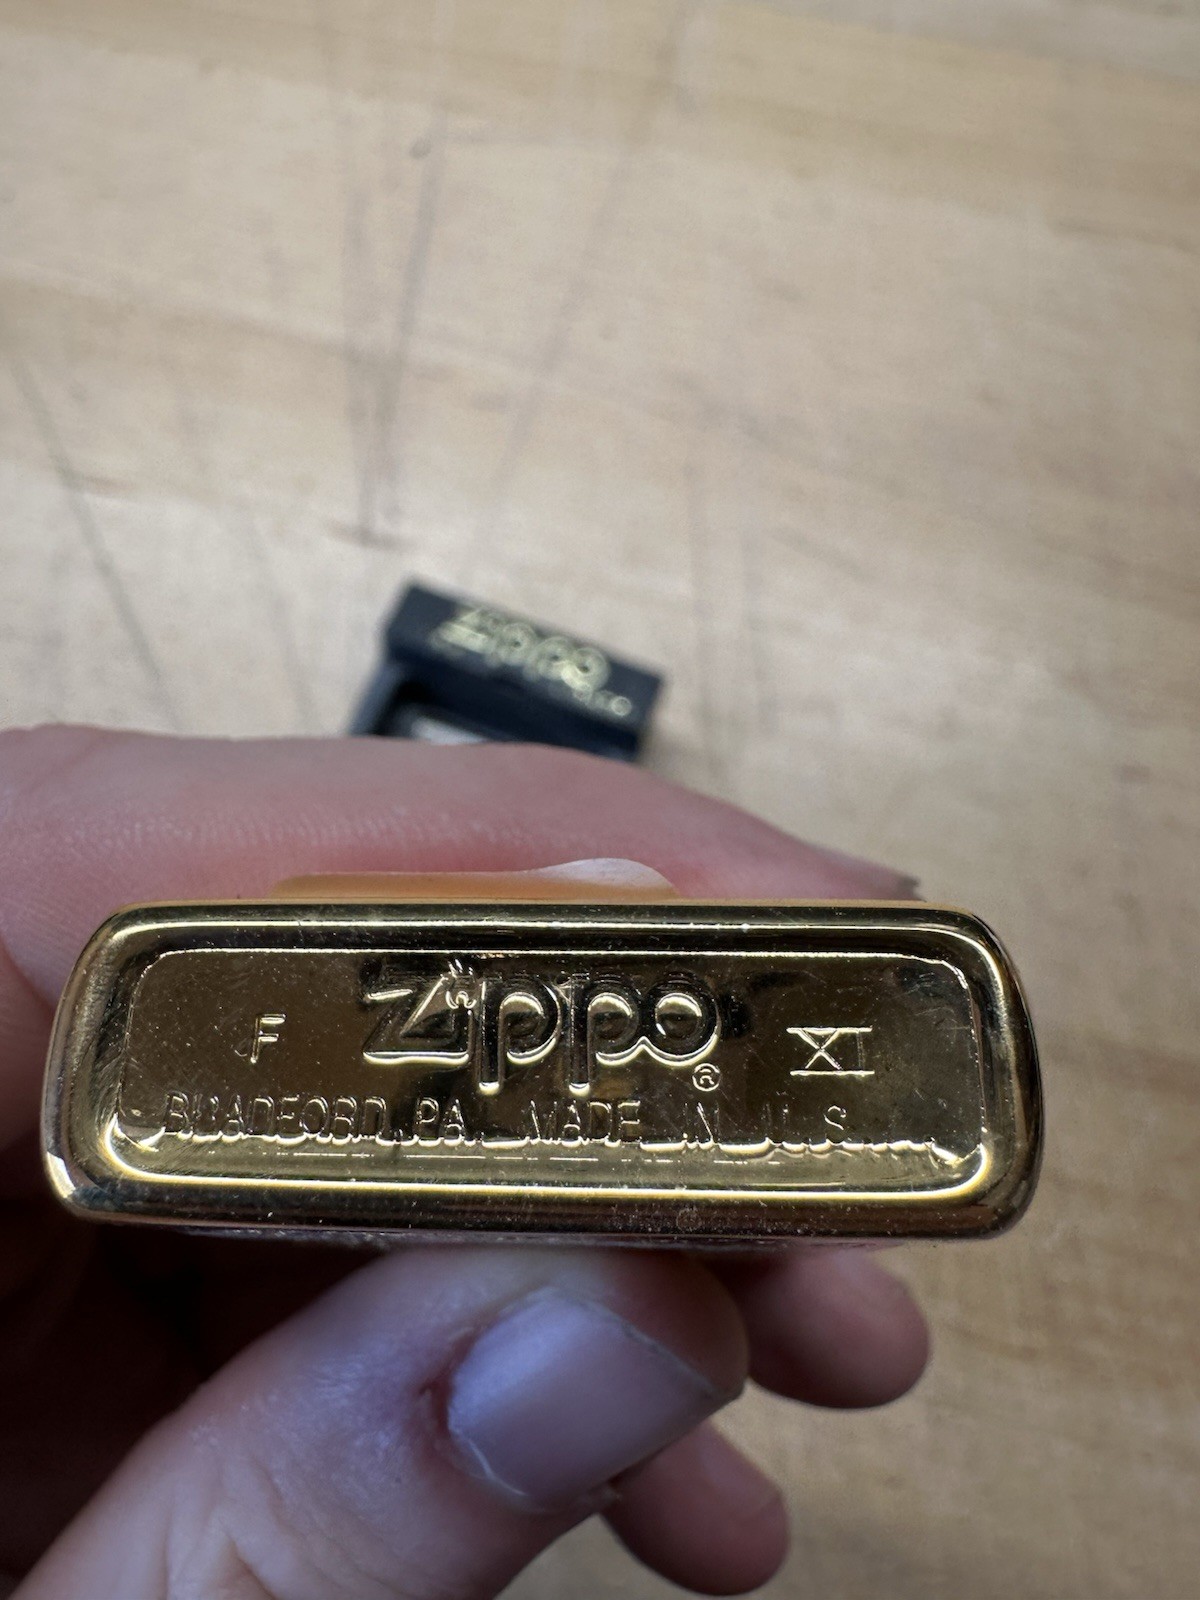 Zippo
F Zippo ® XI
BRADFORD, PA. MADE IN U.S.